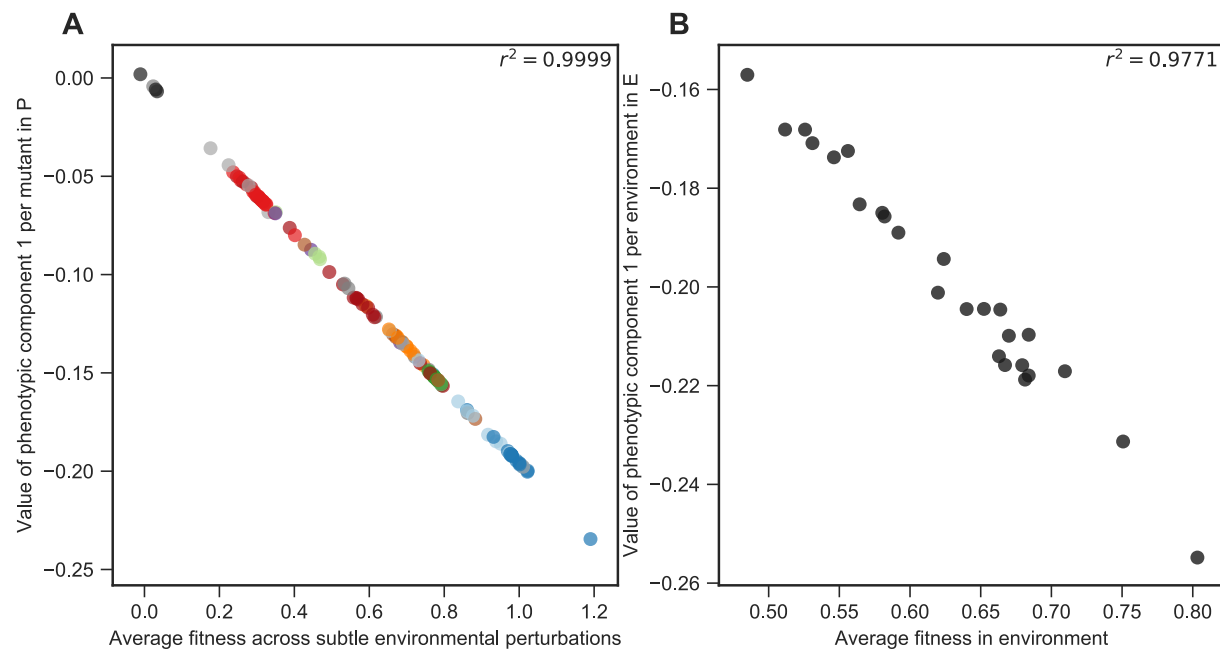 A
r² = 0.9999
Value of phenotypic component 1 per mutant in P
0.00
−0.05
−0.10
−0.15
−0.20
−0.25
0.0 0.2 0.4 0.6 0.8 1.0 1.2
Average fitness across subtle environmental perturbations
B
r² = 0.9771
Value of phenotypic component 1 per environment in E
−0.16
−0.18
−0.20
−0.22
−0.24
−0.26
0.50 0.55 0.60 0.65 0.70 0.75 0.80
Average fitness in environment